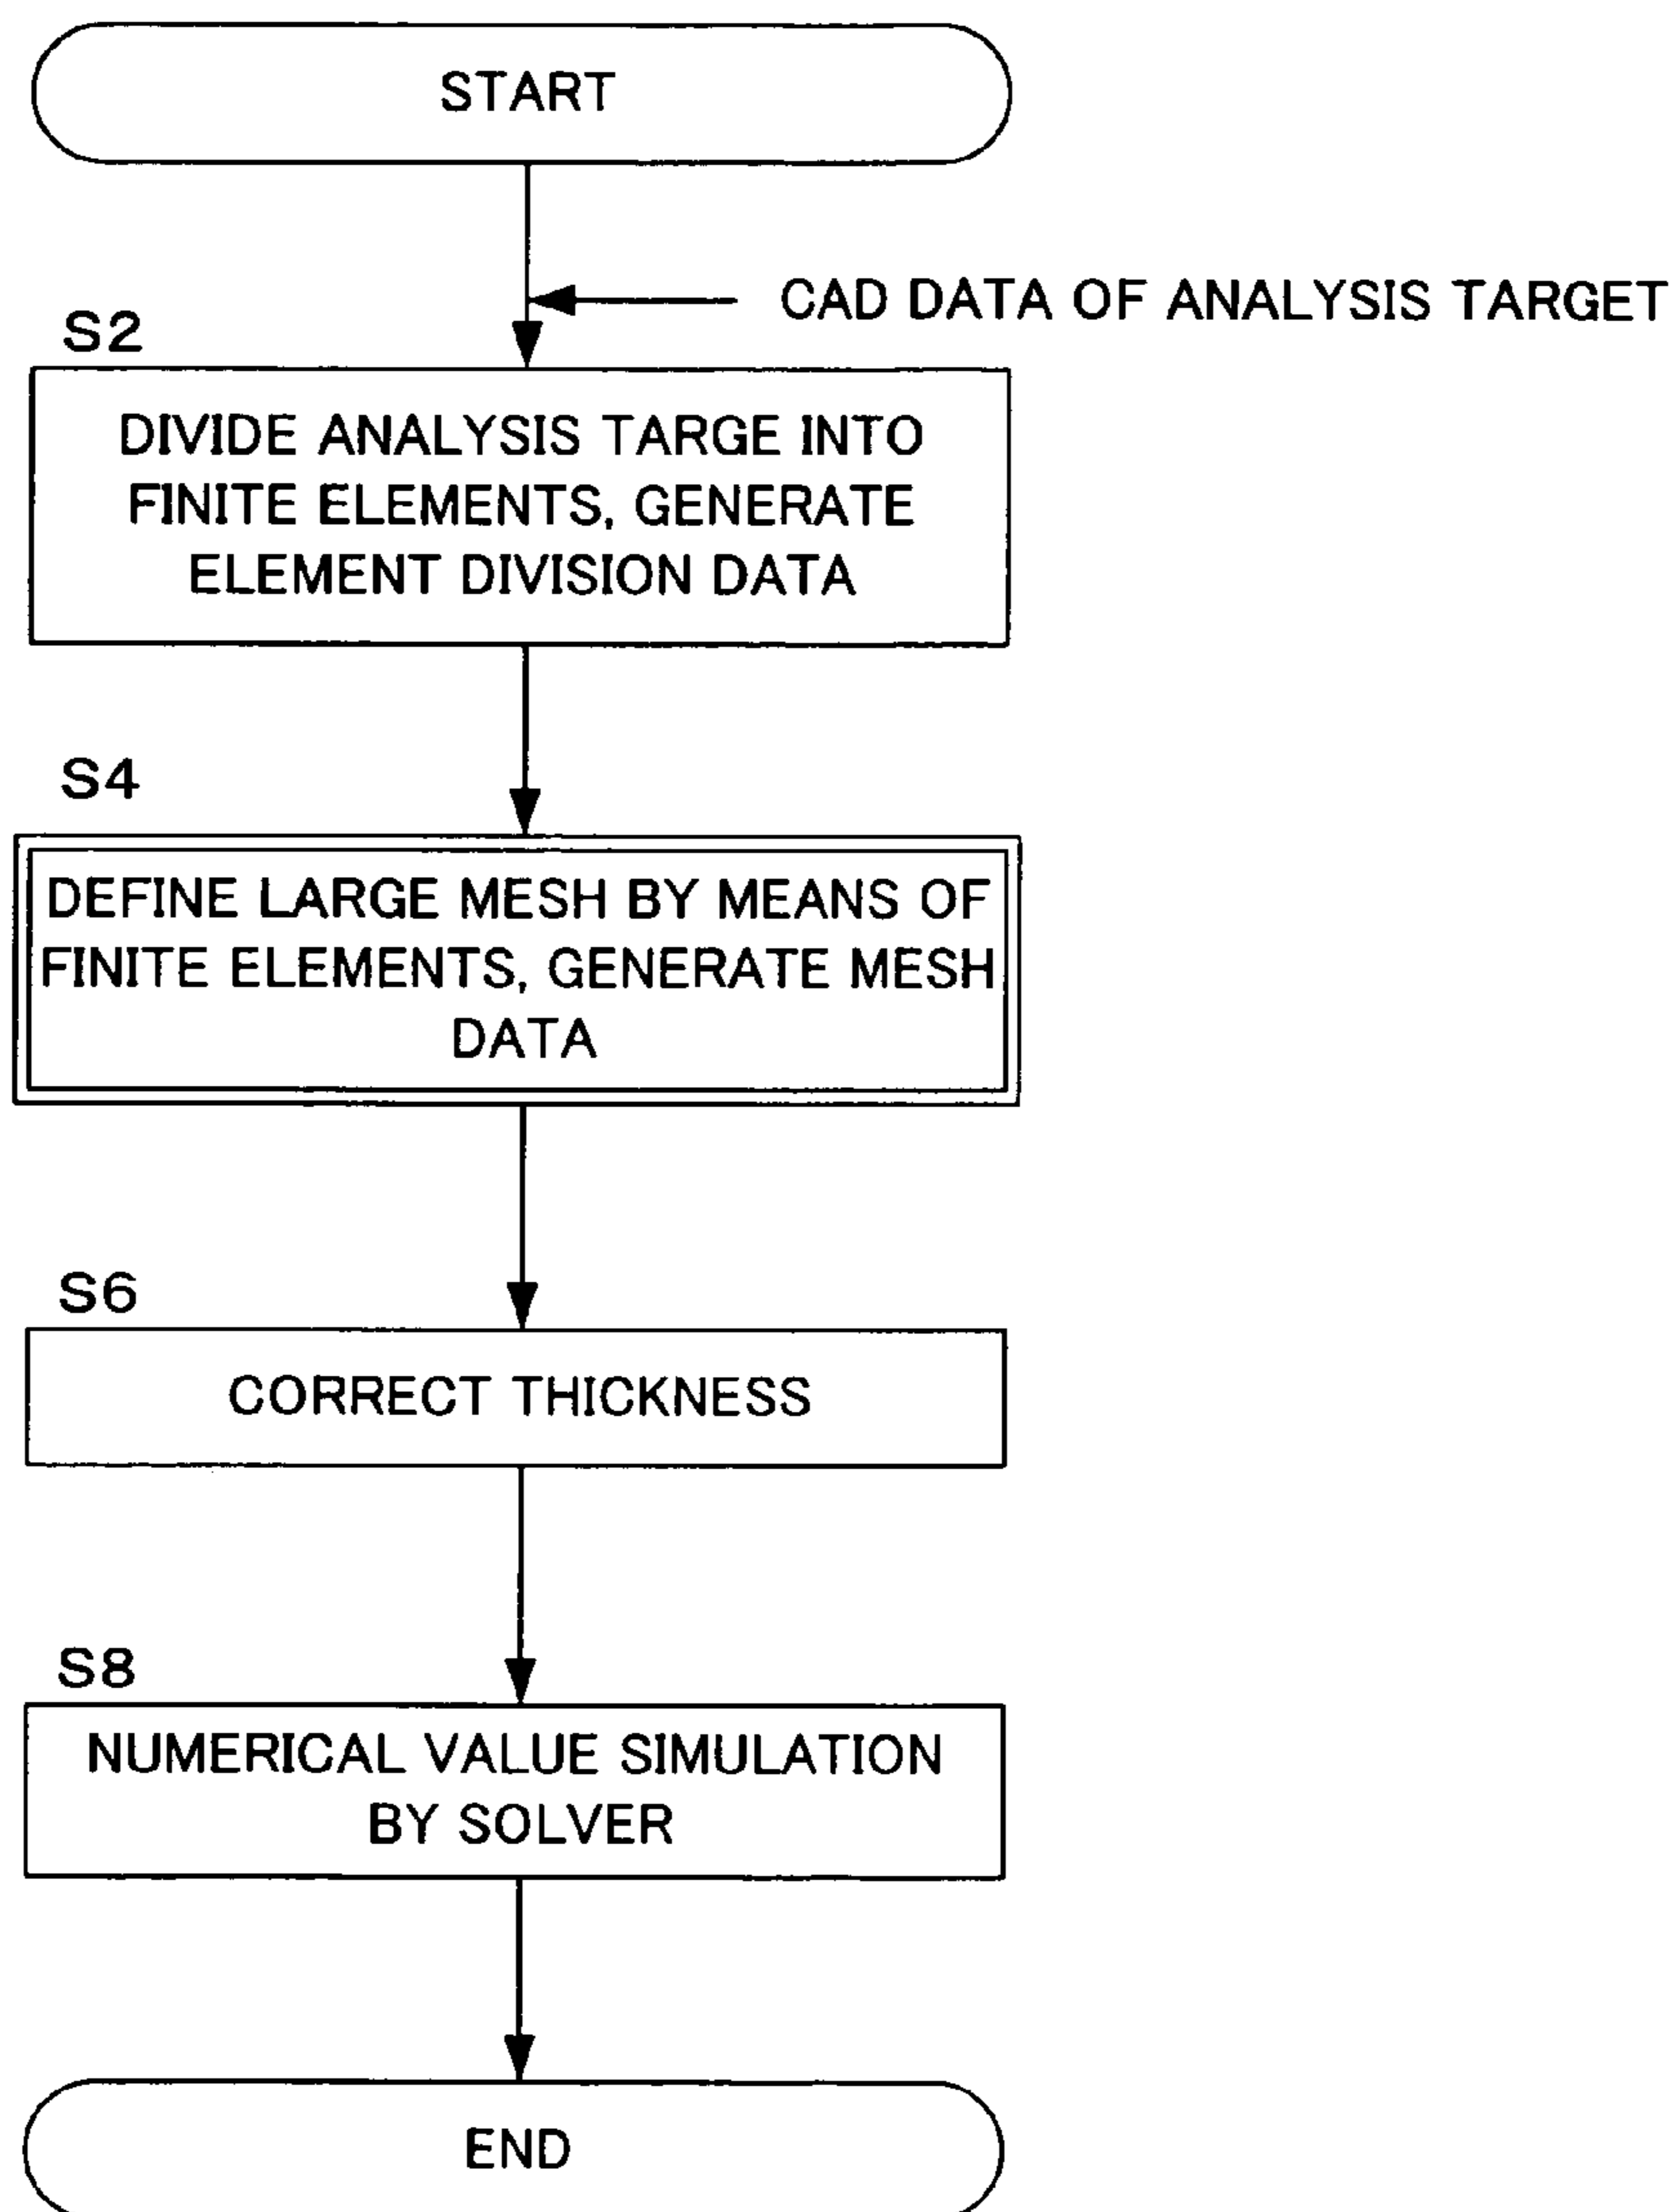 START
CAD DATA OF ANALYSIS TARGET
S2
DIVIDE ANALYSIS TARGE INTO
FINITE ELEMENTS, GENERATE
ELEMENT DIVISION DATA
S4
DEFINE LARGE MESH BY MEANS OF
FINITE ELEMENTS, GENERATE MESH
DATA
S6
CORRECT THICKNESS
S8
NUMERICAL VALUE SIMULATION
BY SOLVER
END